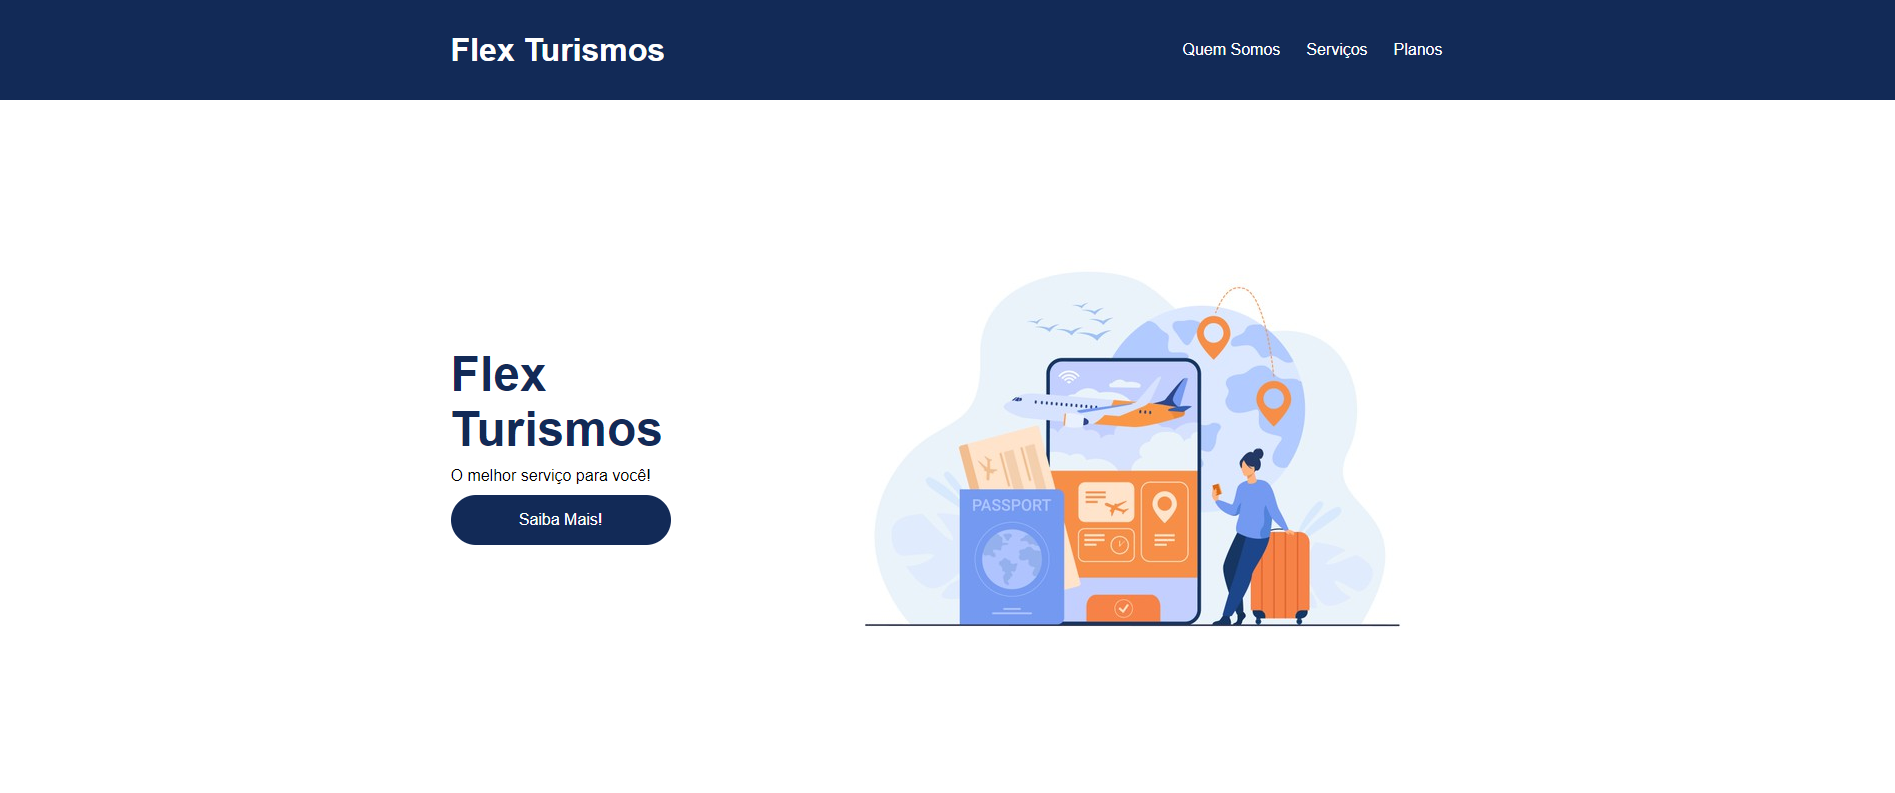 Flex Turismos
Quem Somos Serviços Planos
Flex
Turismos
O melhor serviço para você!
Saiba Mais!
PASSPORT